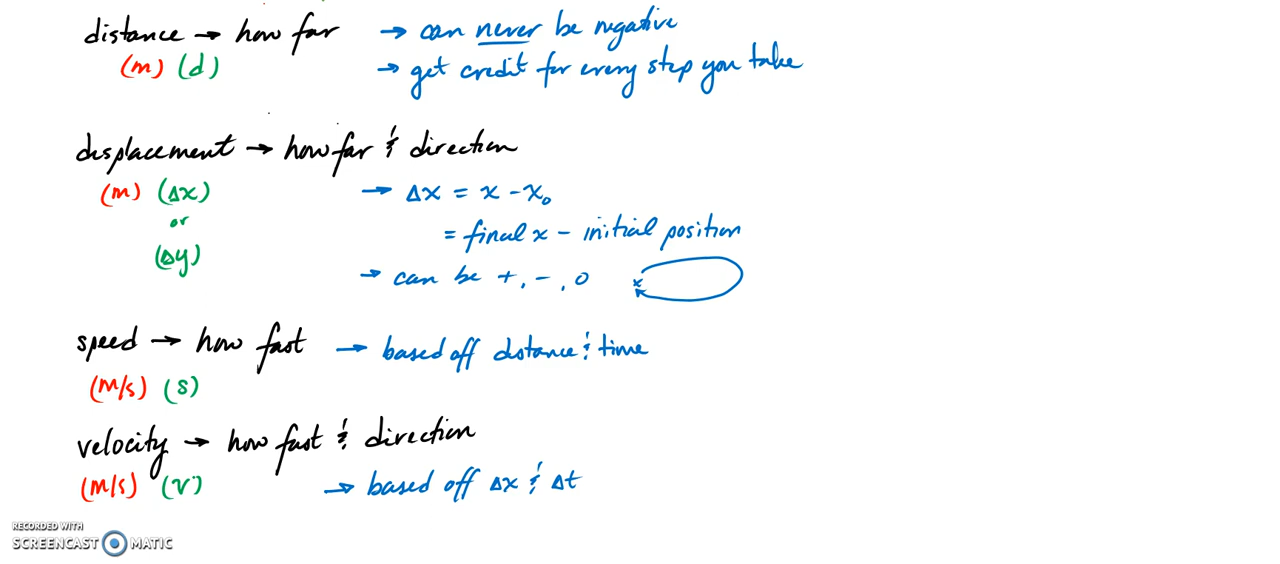 distance → how far → can never be negative
(m) (d) → get credit for every step you take
displacement → how far & direction
(m) (Δx) → Δx = x - x₀
or = final x - initial position
(Δy) → can be +, -, 0 x
speed → how fast → based off distance & time
(m/s) (s)
velocity → how fast & direction
(m/s) (v) → based off Δx & Δt
RECORDED WITH
SCREENCAST MATIC